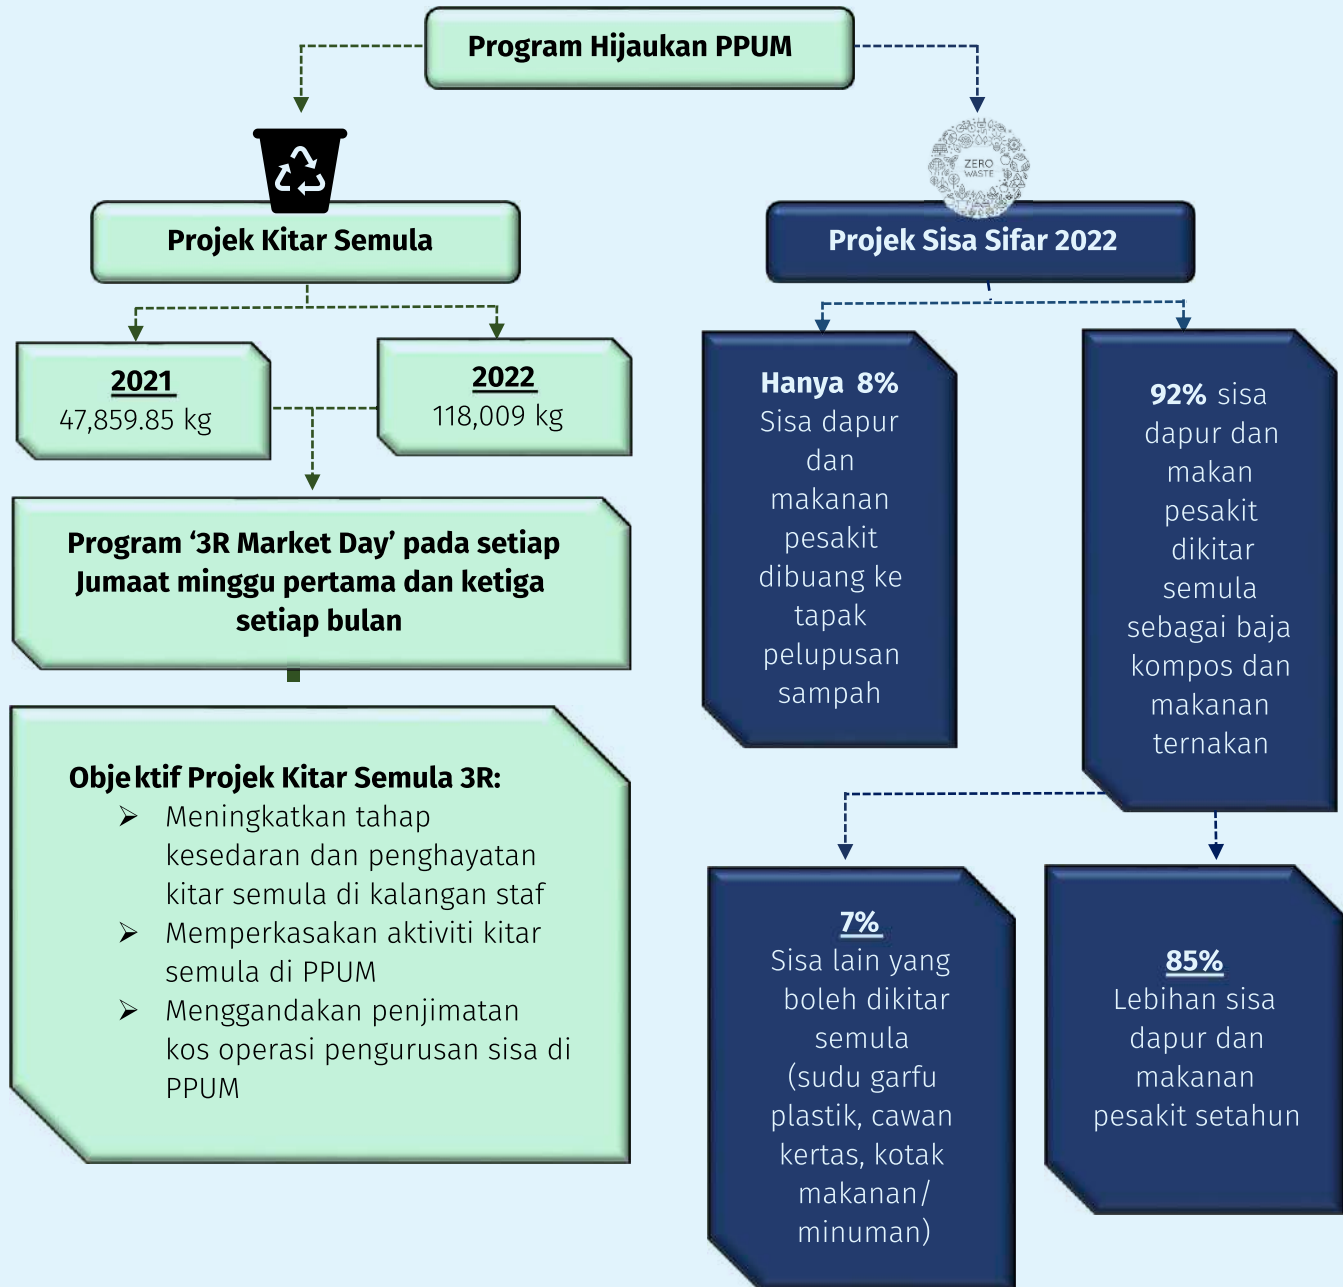 Program Hijaukan PPUM
Projek Kitar Semula
2021
47,859.85 kg
2022
118,009 kg
Program ‘3R Market Day’ pada setiap
Jumaat minggu pertama dan ketiga
setiap bulan
Objektif Projek Kitar Semula 3R:
➢ Meningkatkan tahap
kesedaran dan penghayatan
kitar semula di kalangan staf
➢ Memperkasakan aktiviti kitar
semula di PPUM
➢ Menggandakan penjimatan
kos operasi pengurusan sisa di
PPUM
ZERO
WASTE
Projek Sisa Sifar 2022
Hanya 8%
Sisa dapur
dan
makanan
pesakit
dibuang ke
tapak
pelupusan
sampah
92% sisa
dapur dan
makan
pesakit
dikitar
semula
sebagai baja
kompos dan
makanan
ternakan
7%
Sisa lain yang
boleh dikitar
semula
(sudu garfu
plastik, cawan
kertas, kotak
makanan/
minuman)
85%
Lebihan sisa
dapur dan
makanan
pesakit setahun